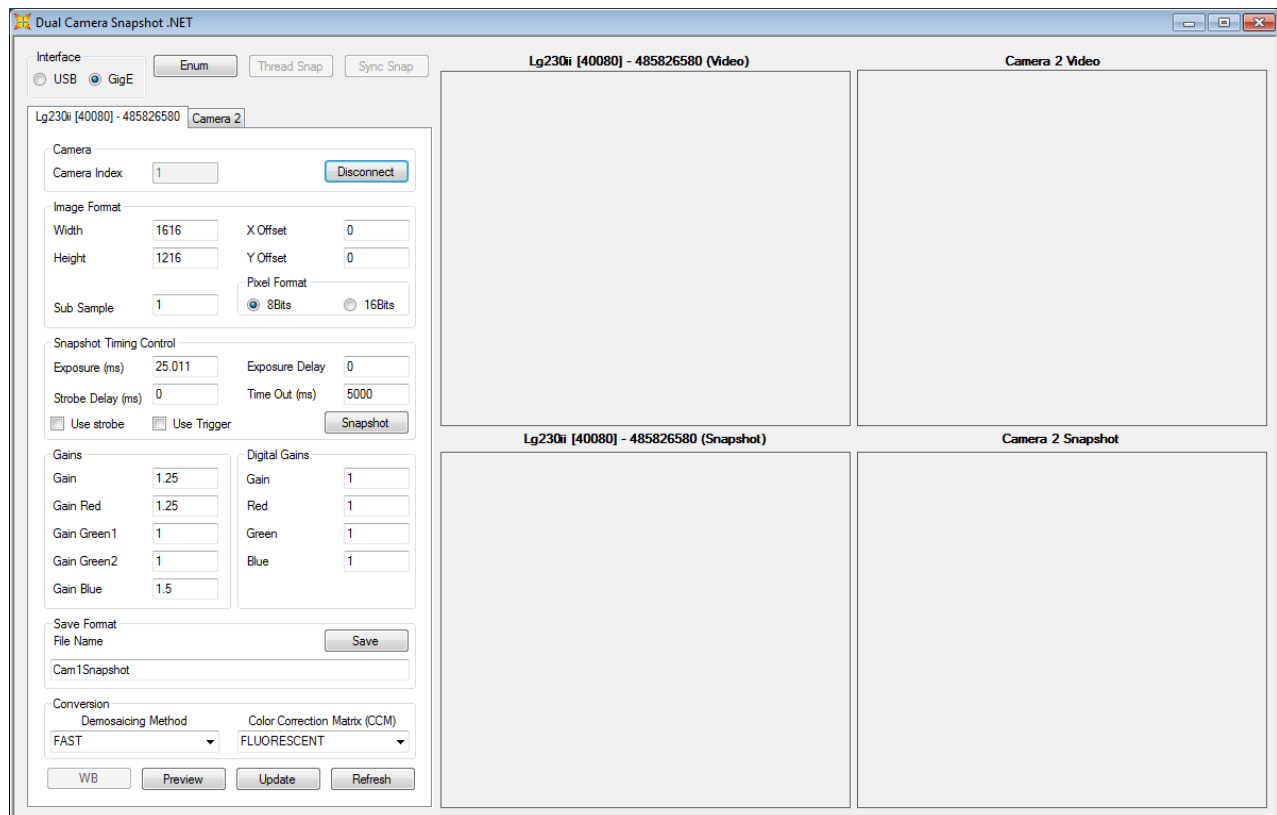 Dual Camera Snapshot .NET
Interface
USB GigE
Enum Thread Snap Sync Snap
Lg230ii [40080] - 485826580 Camera 2
Camera
Camera Index 1 Disconnect
Image Format
Width 1616 X Offset 0
Height 1216 Y Offset 0
Pixel Format
Sub Sample 1 8Bits 16Bits
Snapshot Timing Control
Exposure (ms) 25.011 Exposure Delay 0
Strobe Delay (ms) 0 Time Out (ms) 5000
Use strobe Use Trigger Snapshot
Gains Digital Gains
Gain 1.25 Gain 1
Gain Red 1.25 Red 1
Gain Green1 1 Green 1
Gain Green2 1 Blue 1
Gain Blue 1.5
Save Format
File Name Save
Cam1Snapshot
Conversion
Demosaicing Method Color Correction Matrix (CCM)
FAST FLUORESCENT
WB Preview Update Refresh
Lg230ii [40080] - 485826580 (Video) Camera 2 Video
Lg230ii [40080] - 485826580 (Snapshot) Camera 2 Snapshot